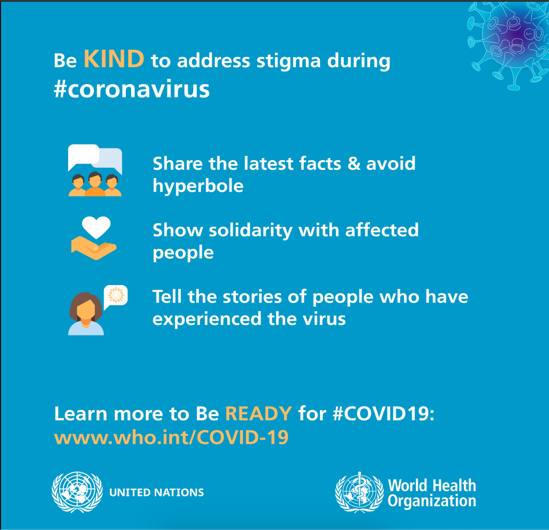 Be KIND to address stigma during
#coronavirus
Share the latest facts & avoid
hyperbole
Show solidarity with affected
people
Tell the stories of people who have
experienced the virus
Learn more to Be READY for #COVID19:
www.who.int/COVID-19
UNITED NATIONS
World Health
Organization